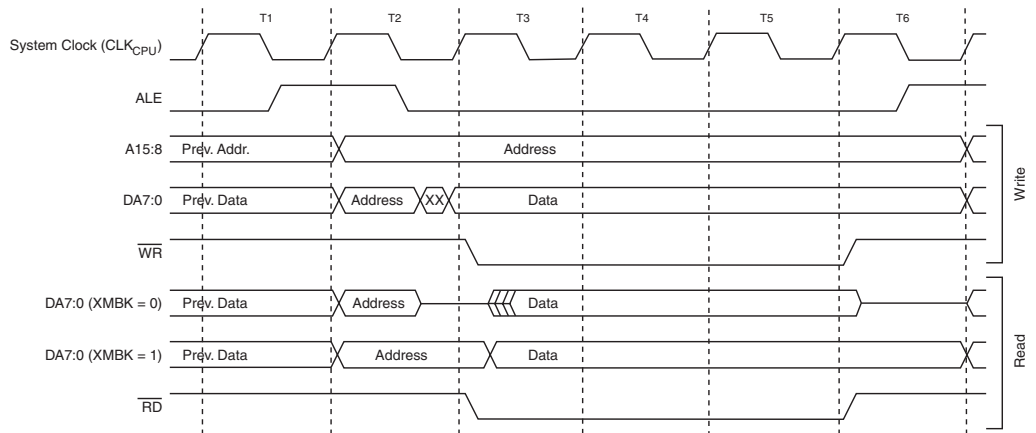 T1 T2 T3 T4 T5 T6
System Clock (CLKCPU)
ALE
A15:8 Prev. Addr. Address
DA7:0 Prev. Data Address XX Data
WR
DA7:0 (XMBK = 0) Prev. Data Address Data
DA7:0 (XMBK = 1) Prev. Data Address Data
RD
Write
Read